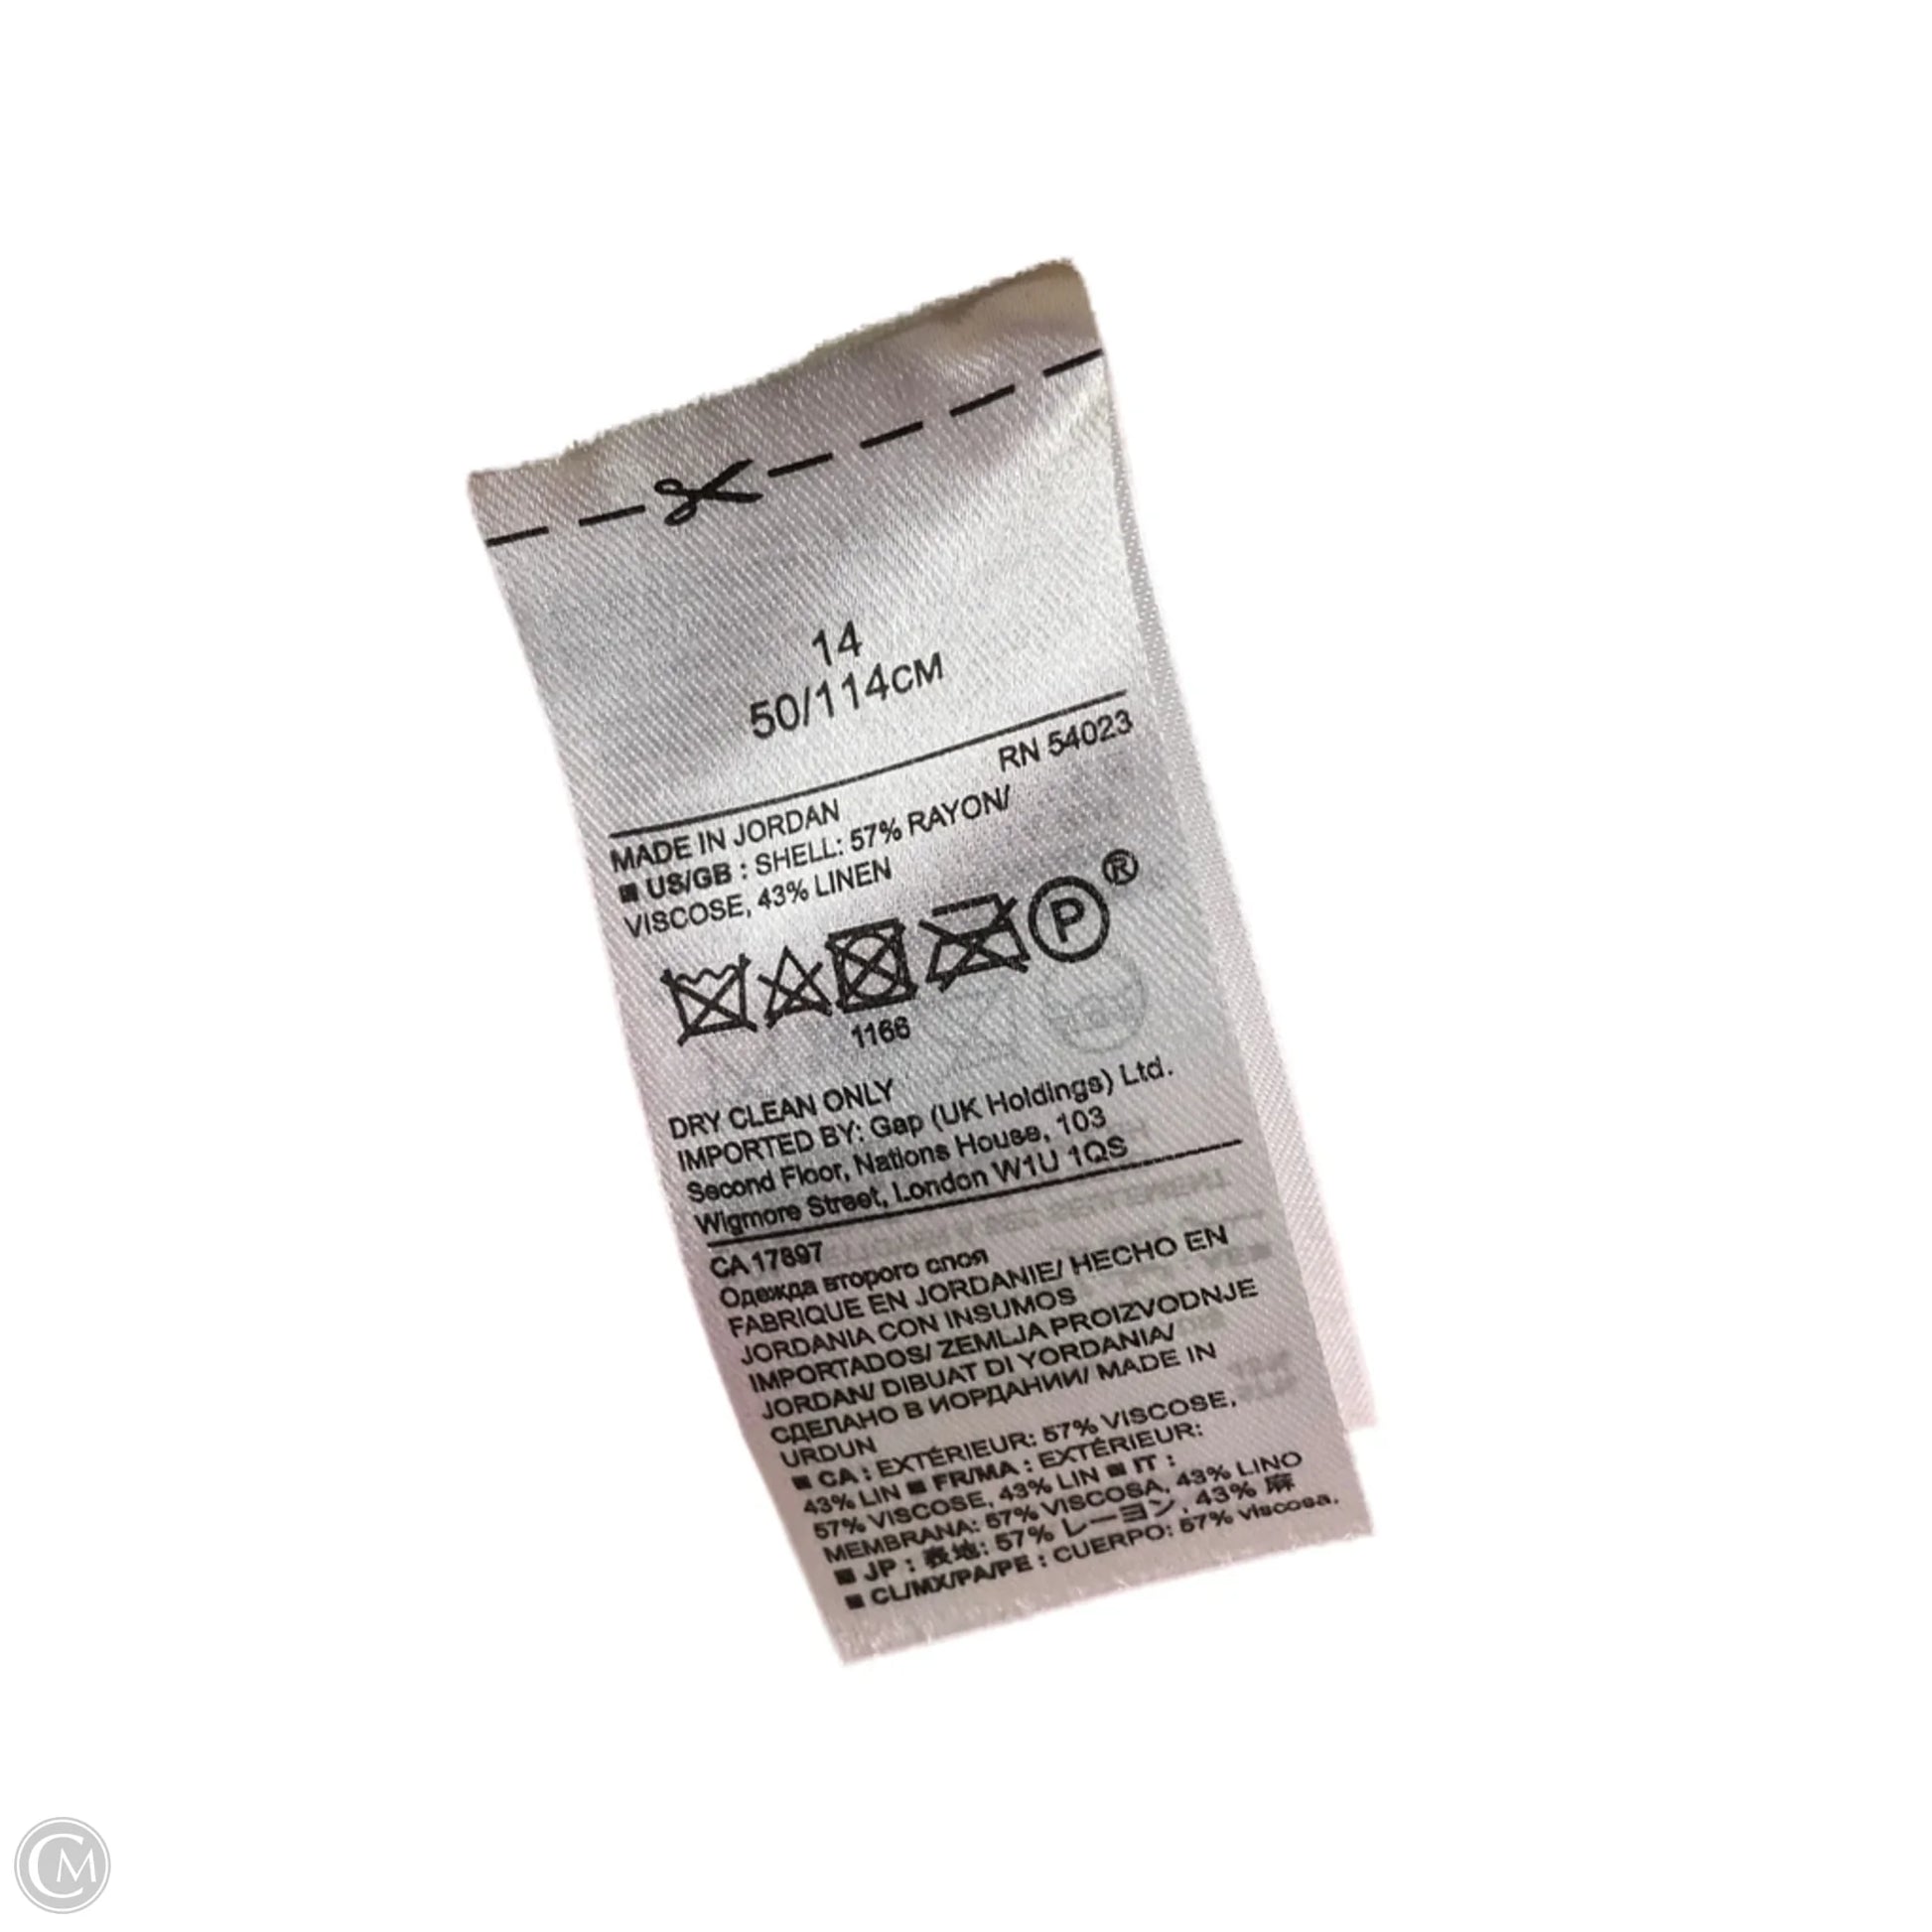 14
50/114CM
RN 54023
MADE IN JORDAN
■ US/GB : SHELL: 57% RAYON/
VISCOSE, 43% LINEN
P ®
1166
DRY CLEAN ONLY
IMPORTED BY: Gap (UK Holdings) Ltd.
Second Floor, Nations House, 103
Wigmore Street, London W1U 1QS
CA 17897
Одежда второго слоя
FABRIQUE EN JORDANIE/ HECHO EN
JORDANIA CON INSUMOS
IMPORTADOS/ ZEMLJA PROIZVODNJE
JORDAN/ DIBUAT DI YORDANIA/
СДЕЛАНО В ИОРДАНИИ/ MADE IN
URDUN
■ CA : EXTÉRIEUR: 57% VISCOSE,
43% LIN ■ FR/MA : EXTÉRIEUR:
57% VISCOSE, 43% LIN ■ IT :
MEMBRANA: 57% VISCOSA, 43% LINO
■ JP : 表地: 57% レーヨン, 43% 麻
■ CL/MX/PA/PE : CUERPO: 57% viscosa,
CM